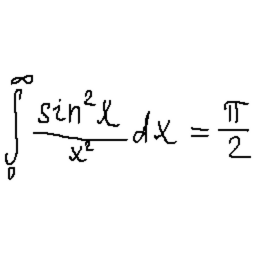 ∫₀^∞ sin²x/x² dx = π/2